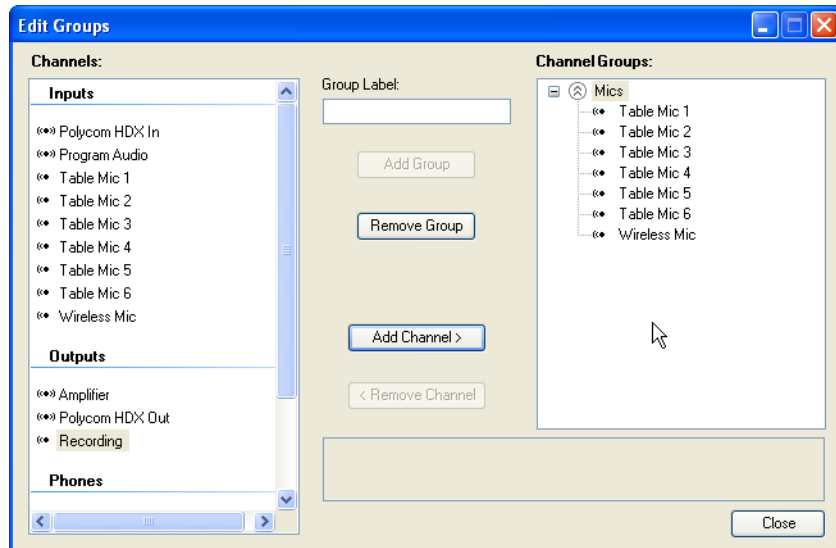 Edit Groups
Channels:
Inputs
Polycom HDX In
Program Audio
Table Mic 1
Table Mic 2
Table Mic 3
Table Mic 4
Table Mic 5
Table Mic 6
Wireless Mic
Outputs
Amplifier
Polycom HDX Out
Recording
Phones
Group Label:
Add Group
Remove Group
Add Channel >
< Remove Channel
Channel Groups:
Mics
Table Mic 1
Table Mic 2
Table Mic 3
Table Mic 4
Table Mic 5
Table Mic 6
Wireless Mic
Close